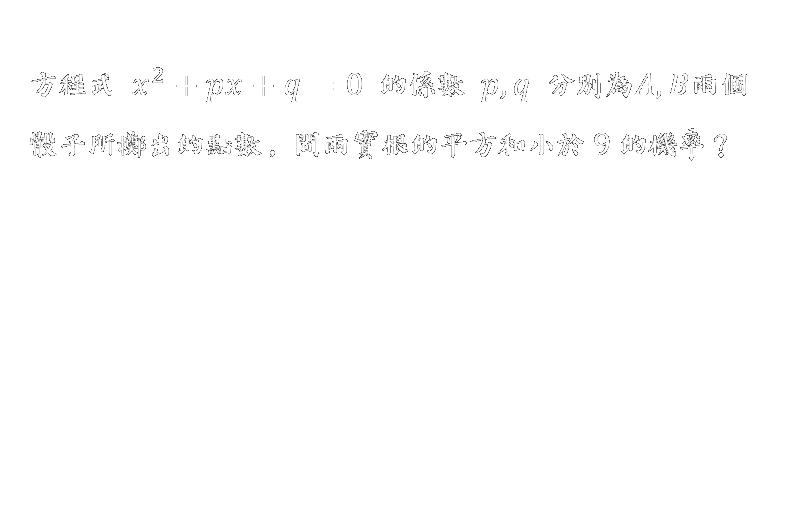 方程式 x² + px + q = 0 的係數 p, q 分別為A, B兩個
骰子所擲出的點數，問兩實根的平方和小於 9 的機率？